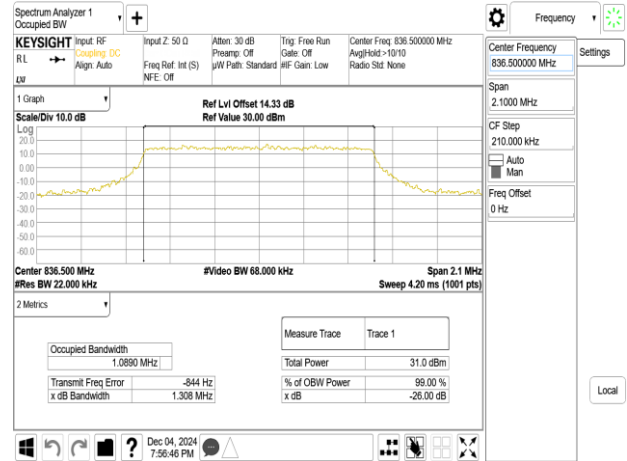 Spectrum Analyzer 1
Occupied BW
Frequency
KEYSIGHT
RL
LXI
Input: RF
Coupling: DC
Align: Auto
Input Z: 50 Ω
Freq Ref: Int (S)
NFE: Off
Atten: 30 dB
Preamp: Off
µW Path: Standard
Trig: Free Run
Gate: Off
#IF Gain: Low
Center Freq: 836.500000 MHz
Avg|Hold:>10/10
Radio Std: None
Center Frequency
836.500000 MHz
Settings
Span
2.1000 MHz
CF Step
210.000 kHz
Auto
Man
Freq Offset
0 Hz
1 Graph
Scale/Div 10.0 dB
Ref Lvl Offset 14.33 dB
Ref Value 30.00 dBm
Log
20.0
10.0
0.00
-10.0
-20.0
-30.0
-40.0
-50.0
-60.0
Center 836.500 MHz
#Video BW 68.000 kHz
Span 2.1 MHz
#Res BW 22.000 kHz
Sweep 4.20 ms (1001 pts)
2 Metrics
Measure Trace Trace 1
Occupied Bandwidth
1.0890 MHz
Total Power 31.0 dBm
Transmit Freq Error -844 Hz
% of OBW Power 99.00 %
x dB Bandwidth 1.308 MHz
x dB -26.00 dB
Local
?
Dec 04, 2024
7:56:46 PM